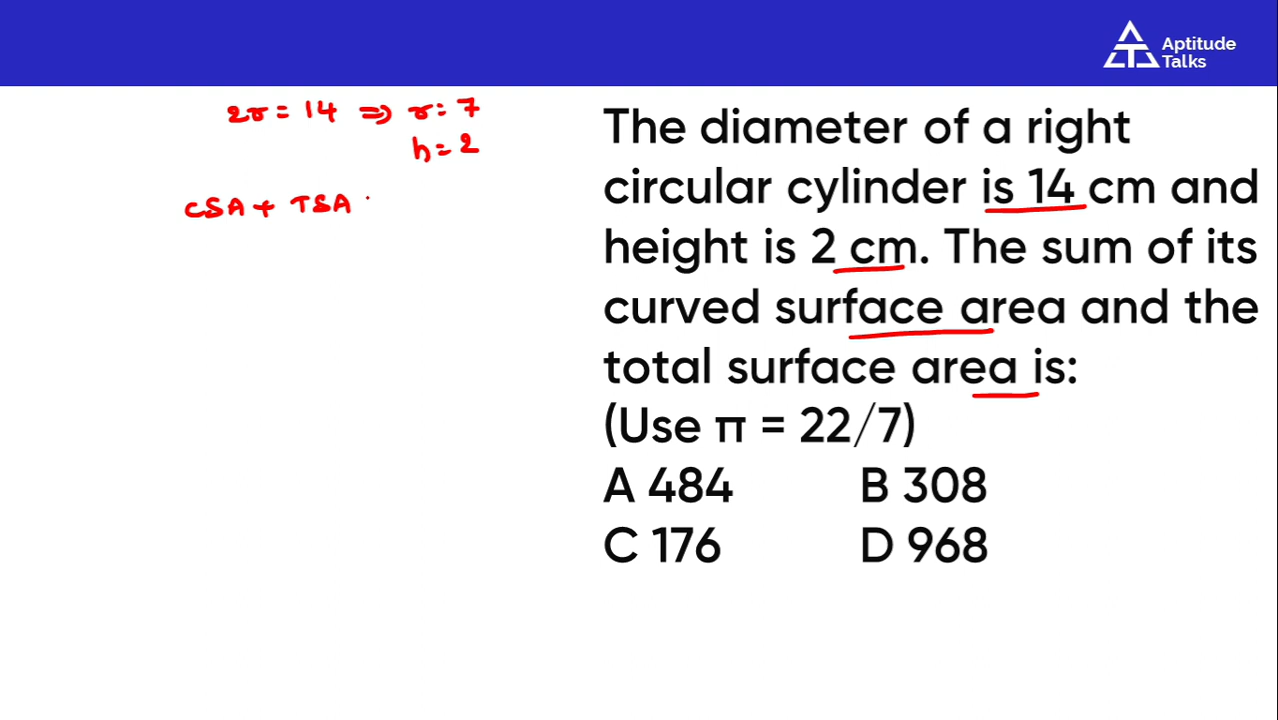 Aptitude
Talks
2r = 14 ⇒ r = 7
h = 2
CSA + TSA
The diameter of a right
circular cylinder is 14 cm and
height is 2 cm. The sum of its
curved surface area and the
total surface area is:
(Use π = 22/7)
A 484 B 308
C 176 D 968